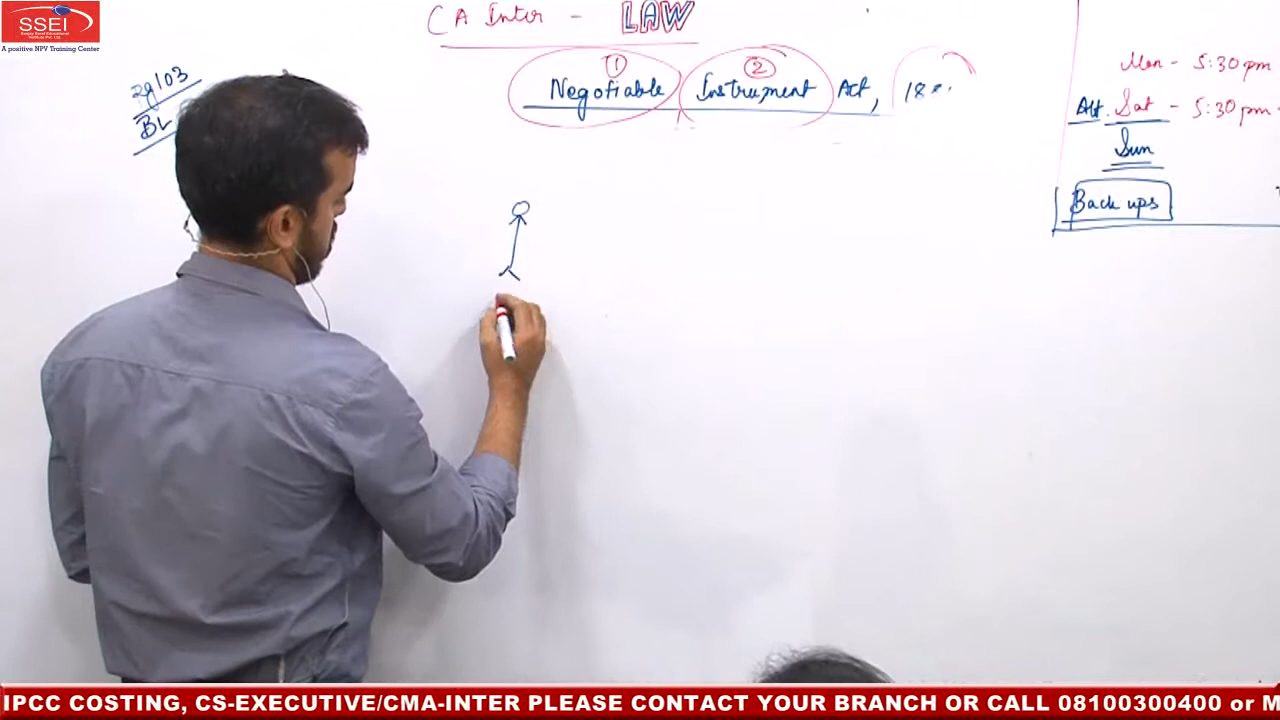 SSEI
A positive NPV Training Center
CA Inter - LAW
① ②
Negotiable Instrument Act, 18
BL
Mon - 5:30 pm
Alt. Sat - 5:30 pm
Sun
Back ups
IPCC COSTING, CS-EXECUTIVE/CMA-INTER PLEASE CONTACT YOUR BRANCH OR CALL 08100300400 or M